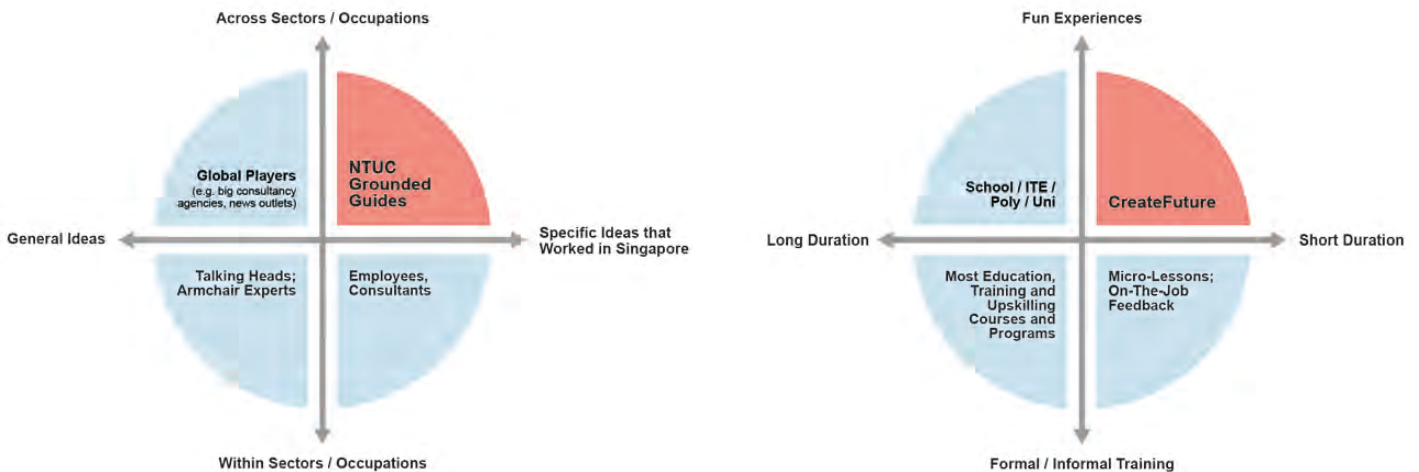 Across Sectors / Occupations
Global Players
(e.g. big consultancy
agencies, news outlets)
NTUC
Grounded
Guides
General Ideas
Specific Ideas that
Worked in Singapore
Talking Heads;
Armchair Experts
Employees,
Consultants
Within Sectors / Occupations
Fun Experiences
School / ITE /
Poly / Uni
CreateFuture
Long Duration
Short Duration
Most Education,
Training and
Upskilling
Courses and
Programs
Micro-Lessons;
On-The-Job
Feedback
Formal / Informal Training